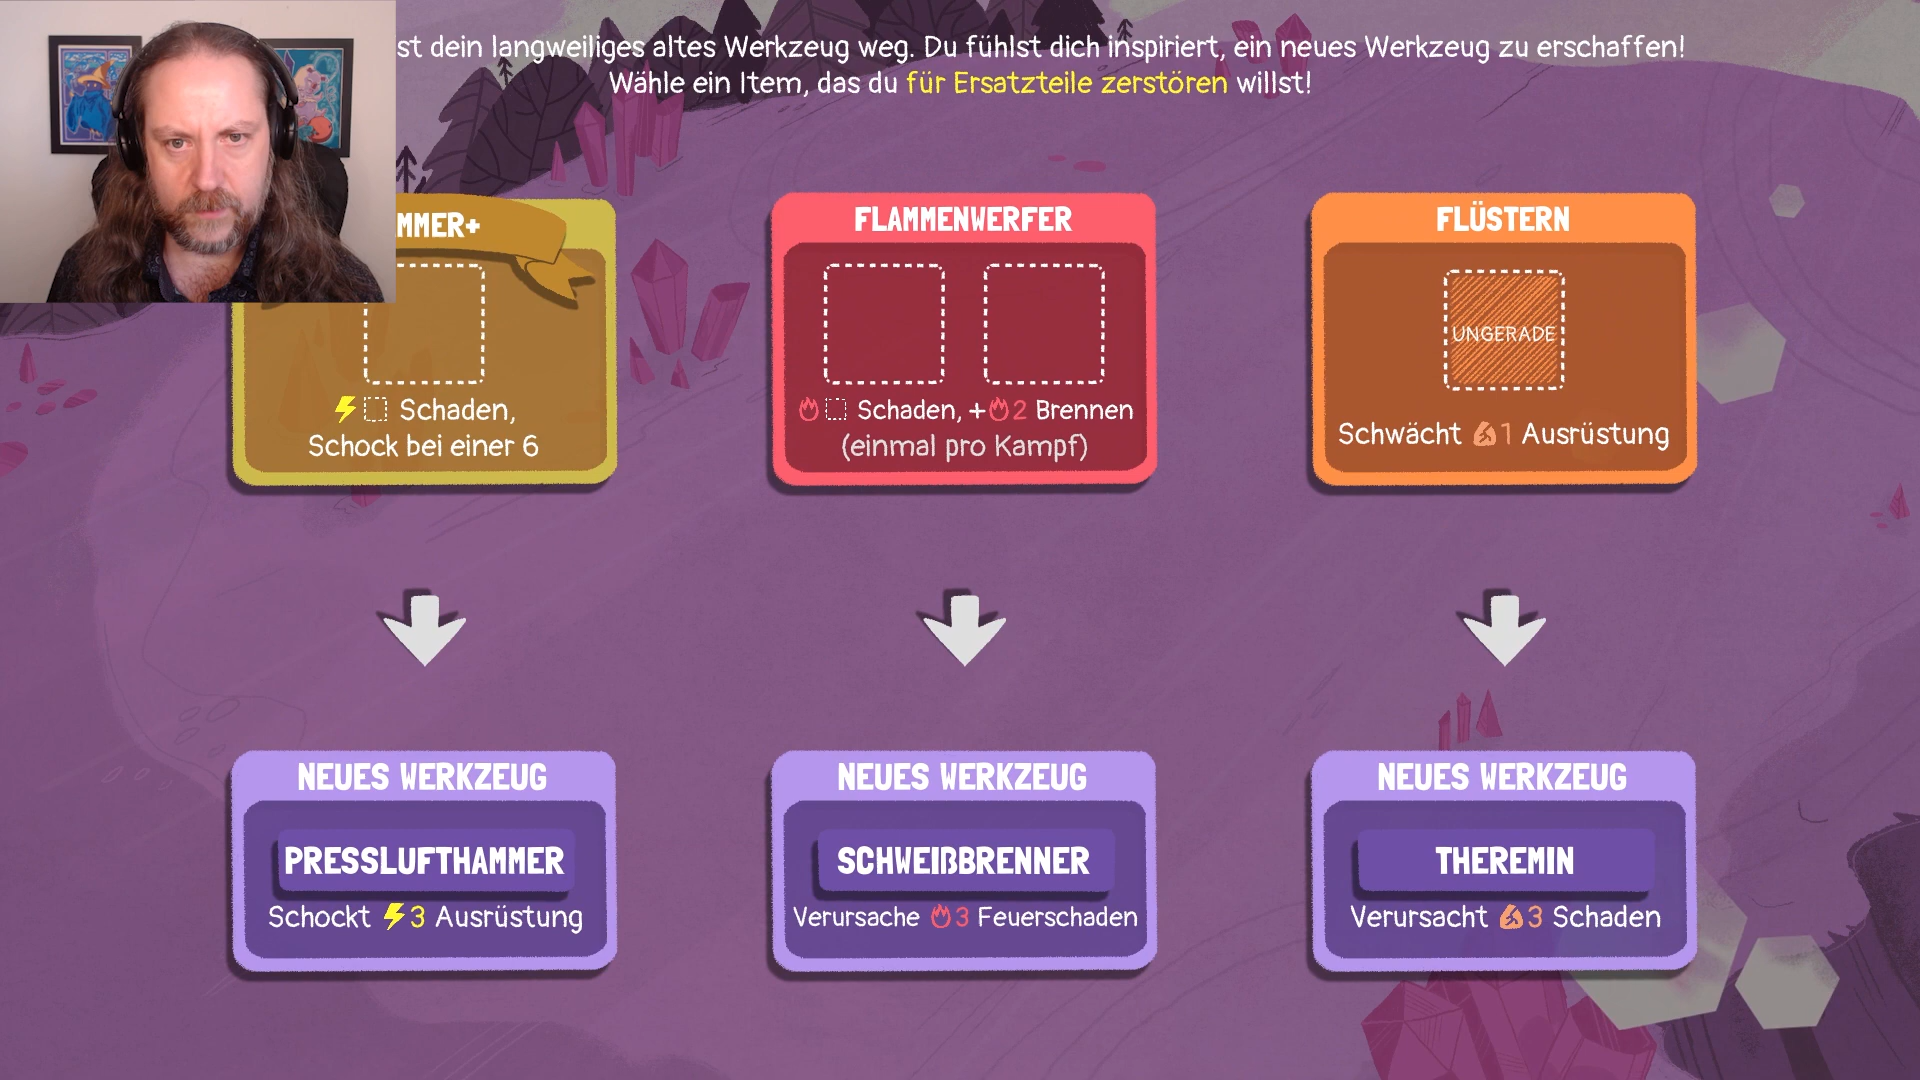 st dein langweiliges altes Werkzeug weg. Du fühlst dich inspiriert, ein neues Werkzeug zu erschaffen!
Wähle ein Item, das du für Ersatzteile zerstören willst!
MMER+
Schaden,
Schock bei einer 6
FLAMMENWERFER
Schaden, +2 Brennen
(einmal pro Kampf)
FLÜSTERN
UNGERADE
Schwächt 1 Ausrüstung
NEUES WERKZEUG
PRESSLUFTHAMMER
Schockt 3 Ausrüstung
NEUES WERKZEUG
SCHWEIßBRENNER
Verursache 3 Feuerschaden
NEUES WERKZEUG
THEREMIN
Verursacht 3 Schaden